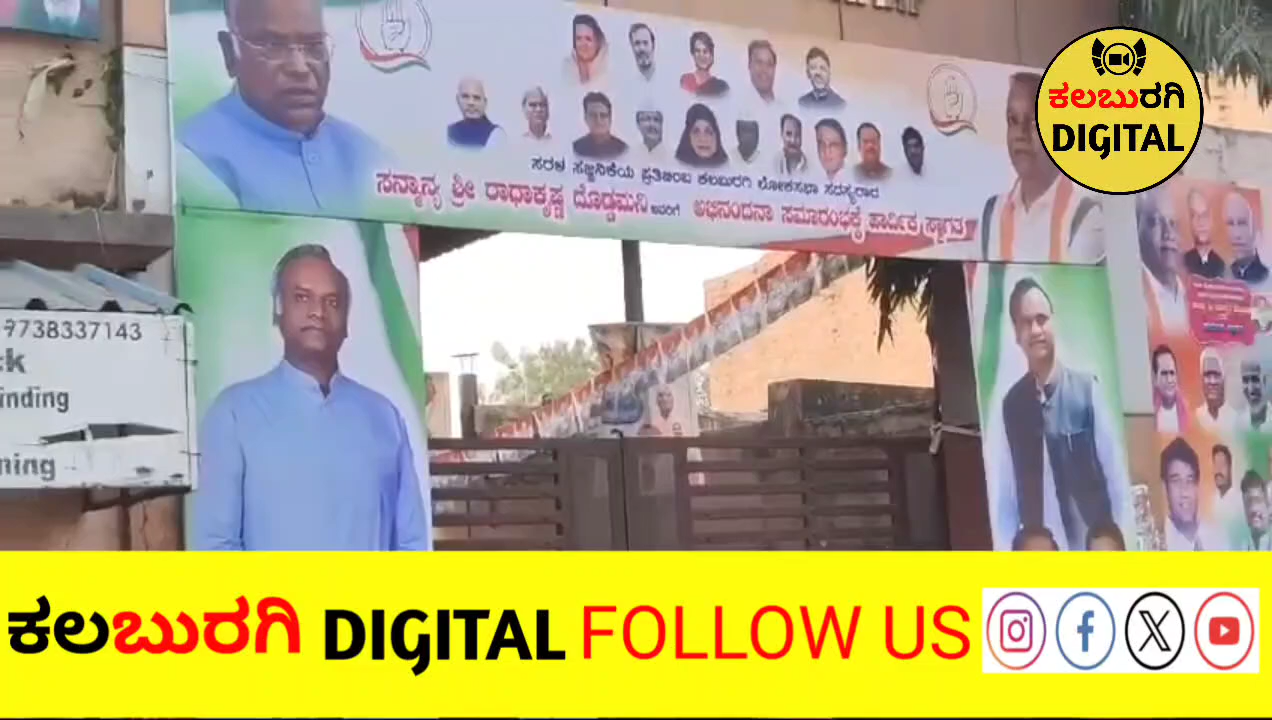 ಕಲಬುರಗಿ
DIGITAL
ಸರಳ ಸಜ್ಜನಿಕೆಯ ಪ್ರತಿಬಿಂಬ ಕಲಬುರಗಿ ಲೋಕಸಭಾ ಸದಸ್ಯರಾದ
ಸನ್ಮಾನ್ಯ ಶ್ರೀ ರಾಧಾಕೃಷ್ಣ ದೊಡ್ಡಮನಿ ಅವರಿಗೆ ಅಭಿನಂದನಾ ಸಮಾರಂಭಕ್ಕೆ ಹಾರ್ದಿಕ ಸ್ವಾಗತ
9738337143
ck
inding
ning
ಕಲಬುರಗಿ DIGITAL FOLLOW US